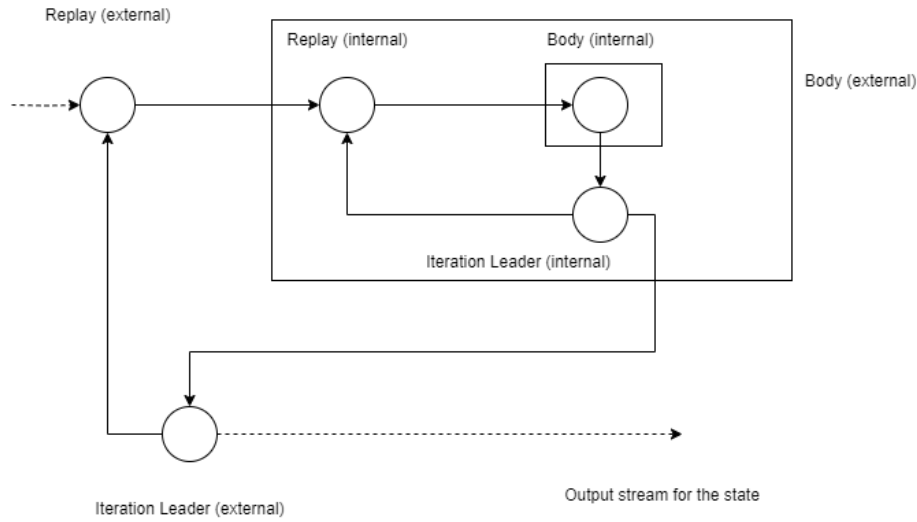 Replay (external)
Replay (internal)
Body (internal)
Body (external)
Iteration Leader (internal)
Iteration Leader (external)
Output stream for the state